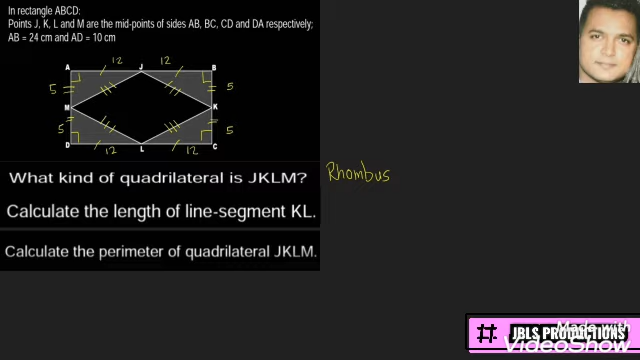 In rectangle ABCD:
Points J, K, L and M are the mid-points of sides AB, BC, CD and DA respectively;
AB = 24 cm and AD = 10 cm
12 12
A J B
5 5
M K
5 5
D L C
12 12
What kind of quadrilateral is JKLM? Rhombus
Calculate the length of line-segment KL.
Calculate the perimeter of quadrilateral JKLM.
# JBLS PRODUCTIONS
Made with
VideoShow